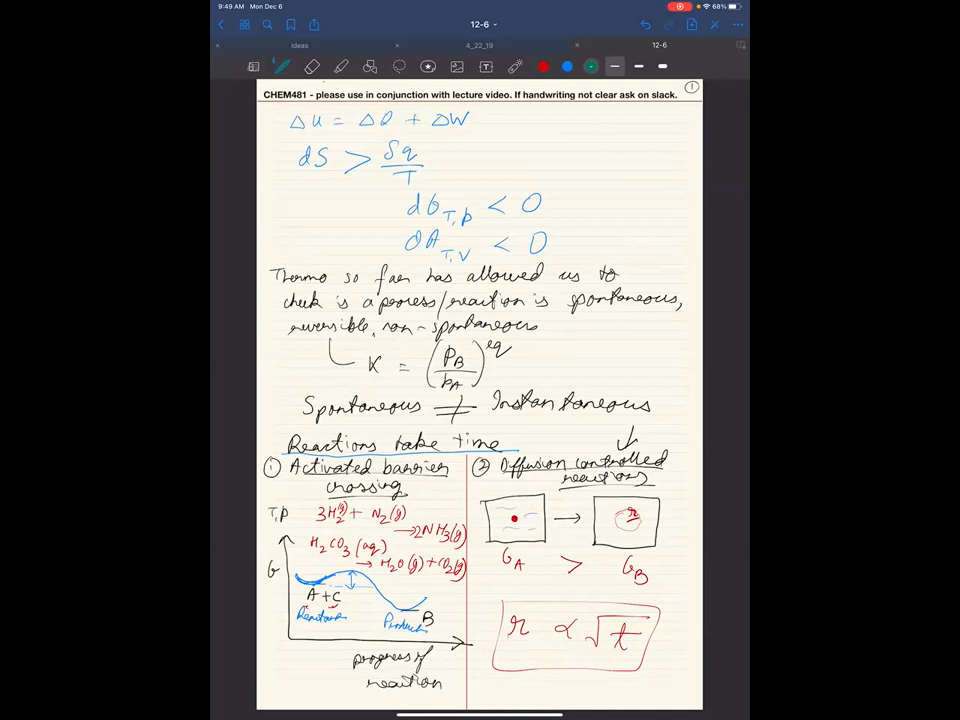 9:49 AM Mon Dec 6
68%
12-6
Ideas
4_22_19
12-6
CHEM481 - please use in conjunction with lecture video. If handwriting not clear ask on slack.
1
ΔU = ΔQ + ΔW
dS > δq/T
dG_T,P < 0
dA_T,V < 0
Thermo so far has allowed us to
check is a process/reaction is spontaneous,
reversible, non-spontaneous
K = (P_B/P_A)^eq
Spontaneous ≠ Instantaneous
Reactions take time
① Activated barrier
crossing
T,P
3H₂(g) + N₂(g)
→ 2NH₃(g)
H₂CO₃(aq)
→ H₂O(g) + CO₂(g)
G
A + C
Reactants
B
Product
progress of
reaction
② Diffusion controlled
reactions
r
G_A > G_B
r ∝ √t